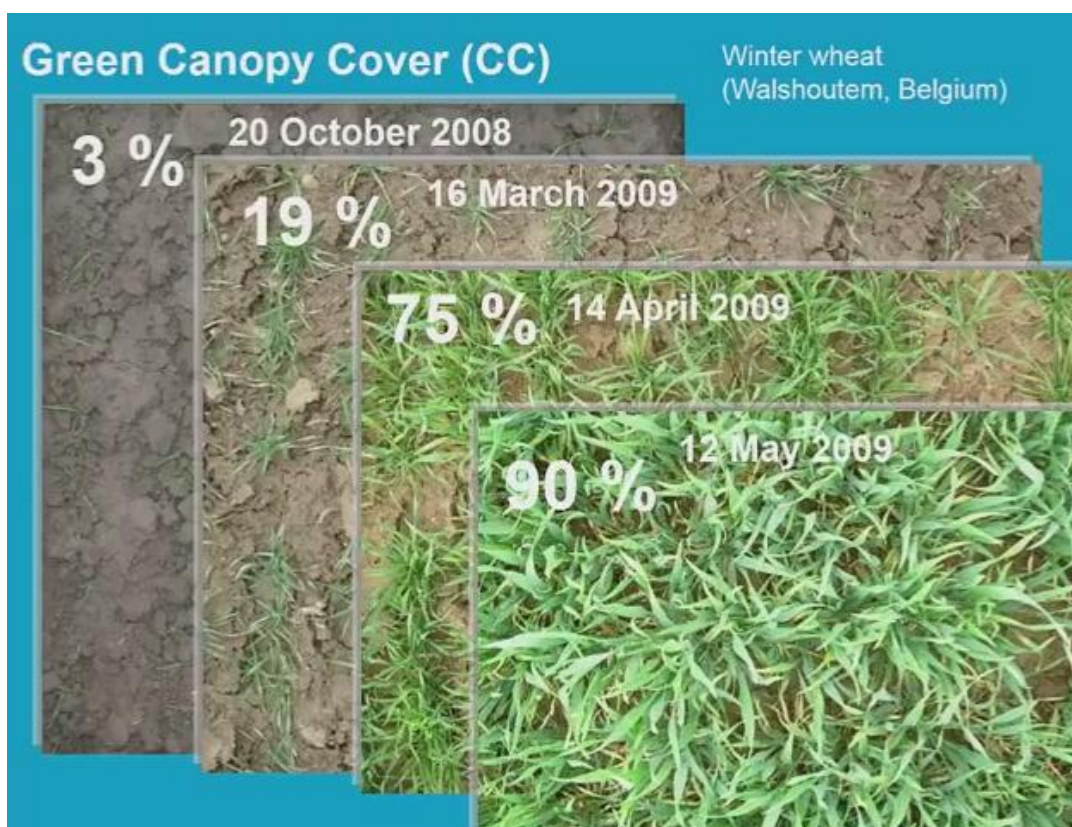 Green Canopy Cover (CC)
Winter wheat
(Walshoutem, Belgium)
3 %
20 October 2008
19 %
16 March 2009
75 %
14 April 2009
90 %
12 May 2009